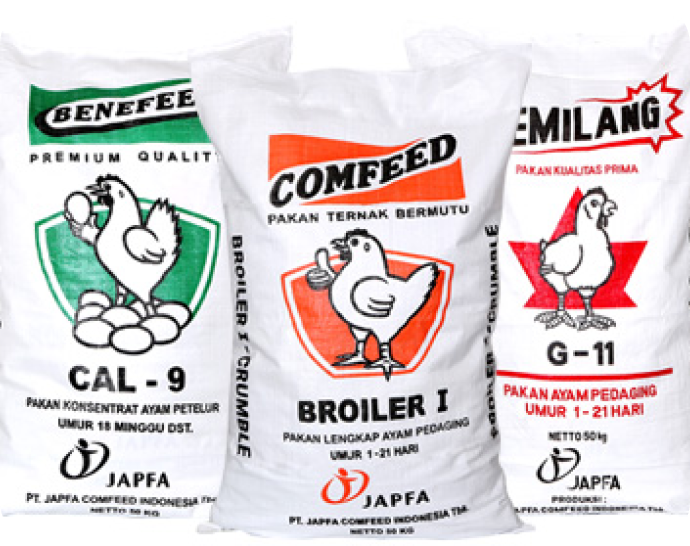 BENEFEE
PREMIUM QUALIT
CAL - 9
PAKAN KONSENTRAT AYAM PETELUR
UMUR 18 MINGGU DST.
JAPFA
PT. JAPFA COMFEED INDONESIA Tbk.
NETTO 50 KG
COMFEED
PAKAN TERNAK BERMUTU
BROILER I - CRUMBLE
BROILER I - CRUMBLE
BROILER I
PAKAN LENGKAP AYAM PEDAGING
UMUR 1 - 21 HARI
JAPFA
PT. JAPFA COMFEED INDONESIA Tbk.
NETTO 50 KG
EMILANG
PAKAN KUALITAS PRIMA
G - 11
PAKAN AYAM PEDAGING
UMUR 1 - 21 HARI
NETTO 50 kg
JAPFA
PRODUKSI :
JAPFA COMFEED INDONESIA Tbk.